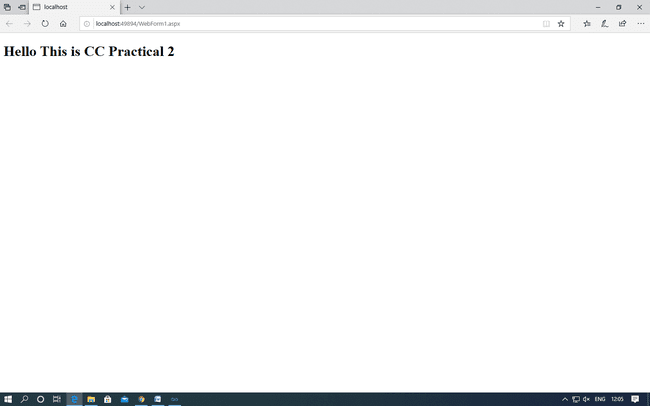 localhost
localhost:49894/WebForm1.aspx
Hello This is CC Practical 2
ENG 12:05